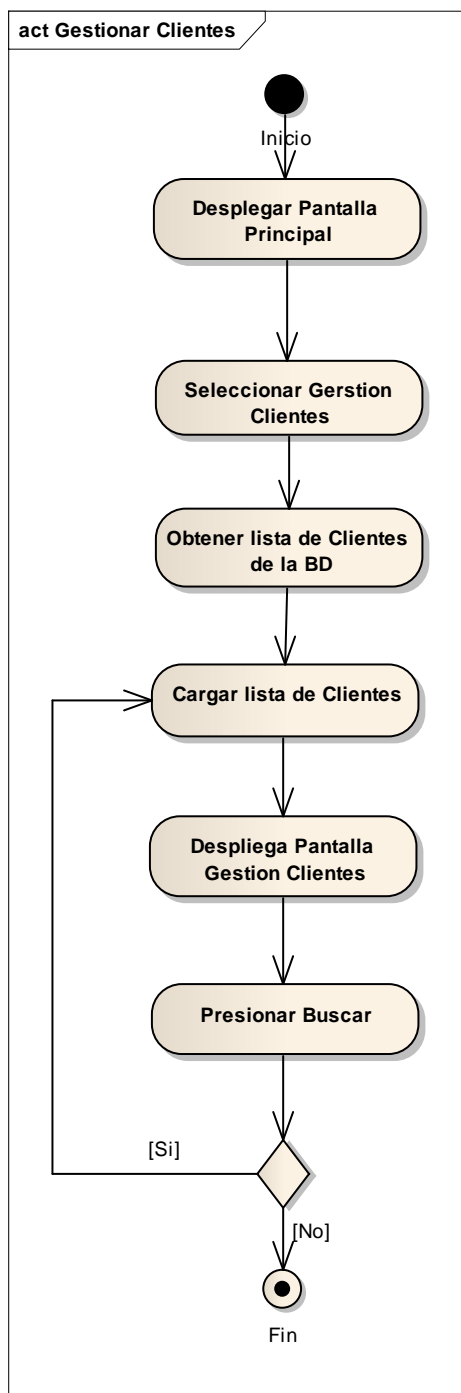 act Gestionar Clientes
Inicio
Desplegar Pantalla
Principal
Seleccionar Gerstion
Clientes
Obtener lista de Clientes
de la BD
Cargar lista de Clientes
Despliega Pantalla
Gestion Clientes
Presionar Buscar
[Si]
[No]
Fin